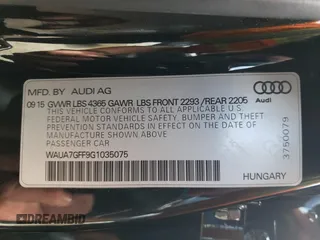 MFD. BY AUDI AG
09 15 GVWR LBS 4365 GAWR LBS FRONT 2293 / REAR 2205
THIS VEHICLE CONFORMS TO ALL APPLICABLE U.S.
FEDERAL MOTOR VEHICLE SAFETY, BUMPER AND THEFT
PREVENTION STANDARDS IN EFFECT ON THE DATE OF
MANUFACTURE SHOWN ABOVE.
PASSENGER CAR
WAUA7GFF9G1035075
Audi
3750079
HUNGARY
DREAMBID